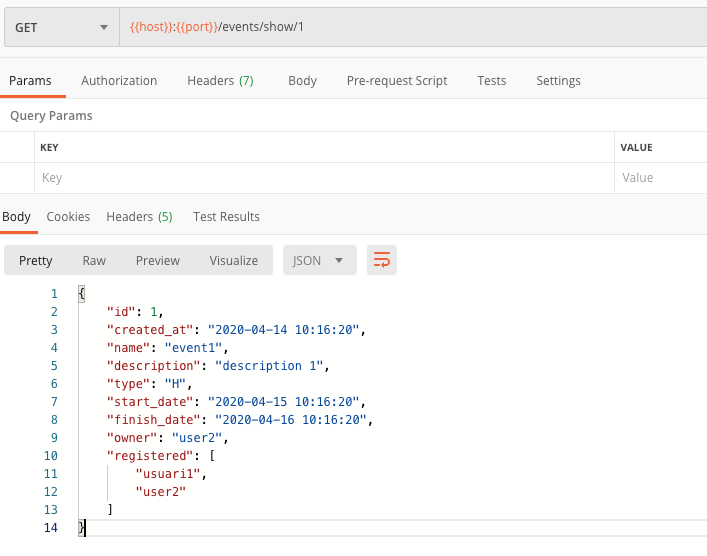 GET {{host}}:{{port}}/events/show/1
Params Authorization Headers (7) Body Pre-request Script Tests Settings
Query Params
KEY VALUE
Key Value
Body Cookies Headers (5) Test Results
Pretty Raw Preview Visualize JSON
1 {
2 "id": 1,
3 "created_at": "2020-04-14 10:16:20",
4 "name": "event1",
5 "description": "description 1",
6 "type": "H",
7 "start_date": "2020-04-15 10:16:20",
8 "finish_date": "2020-04-16 10:16:20",
9 "owner": "user2",
10 "registered": [
11 "usuari1",
12 "user2"
13 ]
14 }